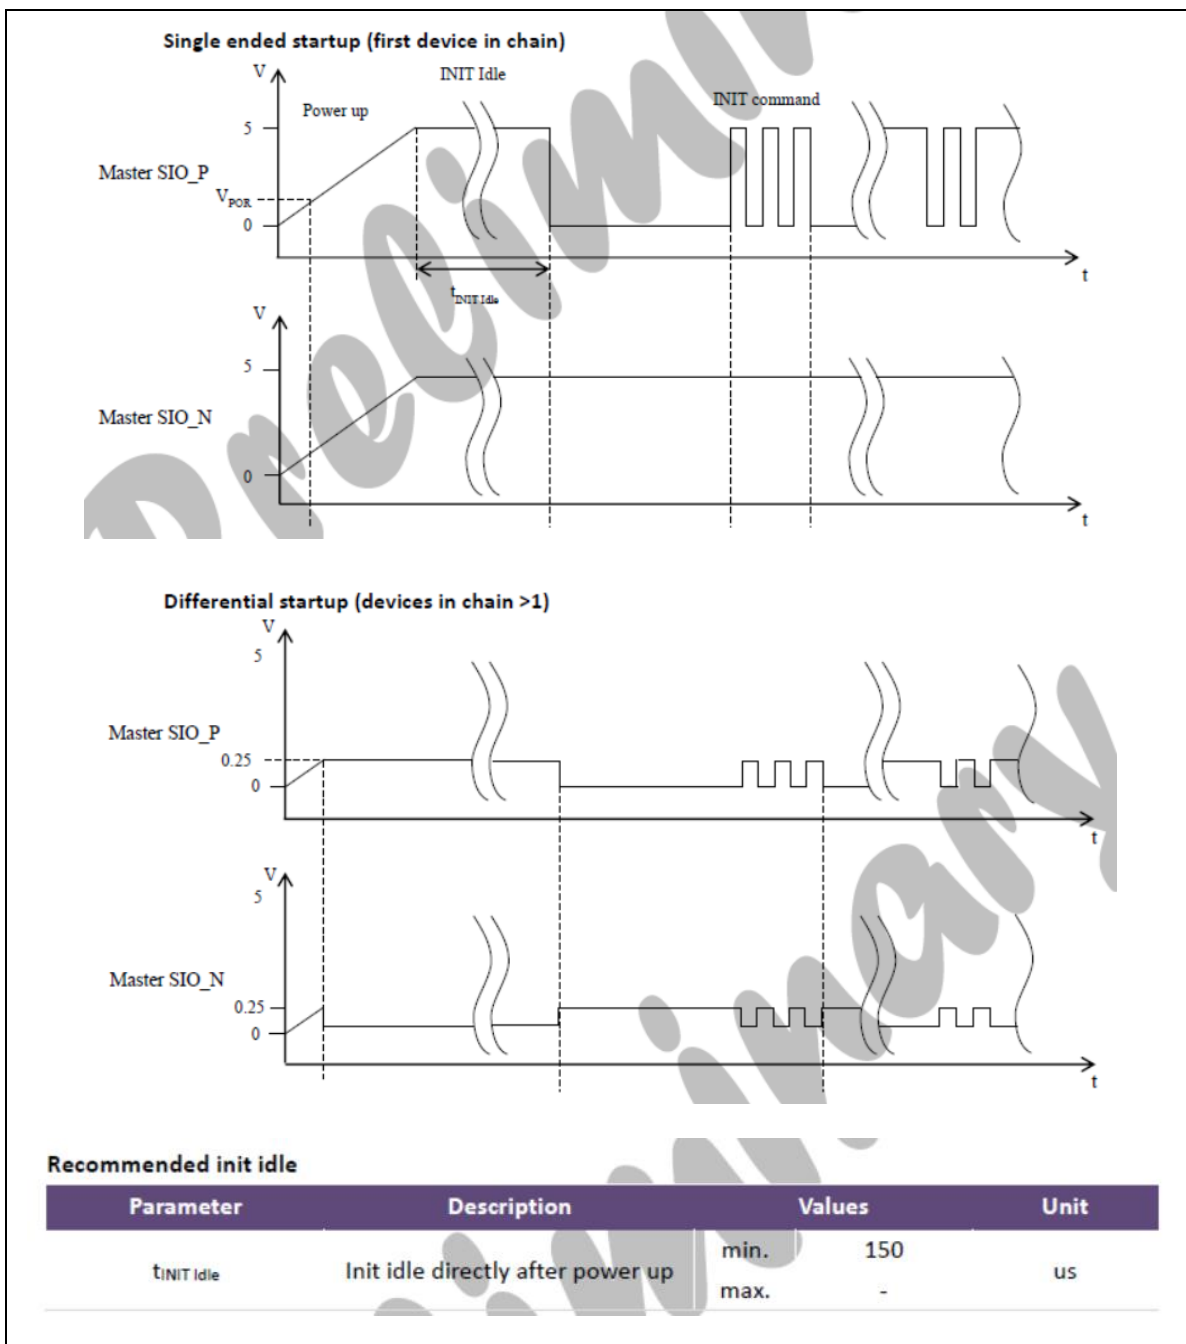 Single ended startup (first device in chain)
V
INIT Idle
Power up
INIT command
5
Master SIO_P
VPOR
0
t
tINIT Idle
V
5
Master SIO_N
0
t
Differential startup (devices in chain >1)
V
5
Master SIO_P
0.25
0
t
V
5
Master SIO_N
0.25
0
t
Preliminary
Recommended init idle
Parameter Description Values Unit
tINIT Idle Init idle directly after power up min. 150 us
max. -